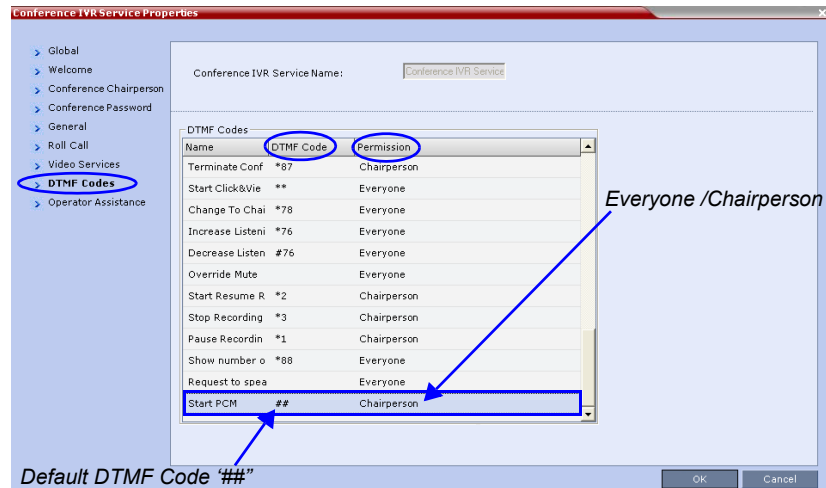 Conference IVR Service Properties
Global
Welcome
Conference Chairperson
Conference Password
General
Roll Call
Video Services
DTMF Codes
Operator Assistance
Conference IVR Service Name: Conference IVR Service
DTMF Codes
Name DTMF Code Permission
Terminate Conf *87 Chairperson
Start Click&Vie ** Everyone
Change To Chai *78 Everyone
Increase Listeni *76 Everyone
Decrease Listen #76 Everyone
Override Mute Everyone
Start Resume R *2 Chairperson
Stop Recording *3 Chairperson
Pause Recordin *1 Chairperson
Show number o *88 Everyone
Request to spea Everyone
Start PCM ## Chairperson
Everyone /Chairperson
Default DTMF Code ‘##”
OK Cancel